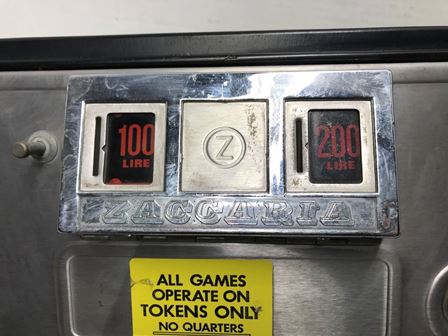 100
LIRE
Z
200
LIRE
ZACCARIA
ALL GAMES
OPERATE ON
TOKENS ONLY
NO QUARTERS